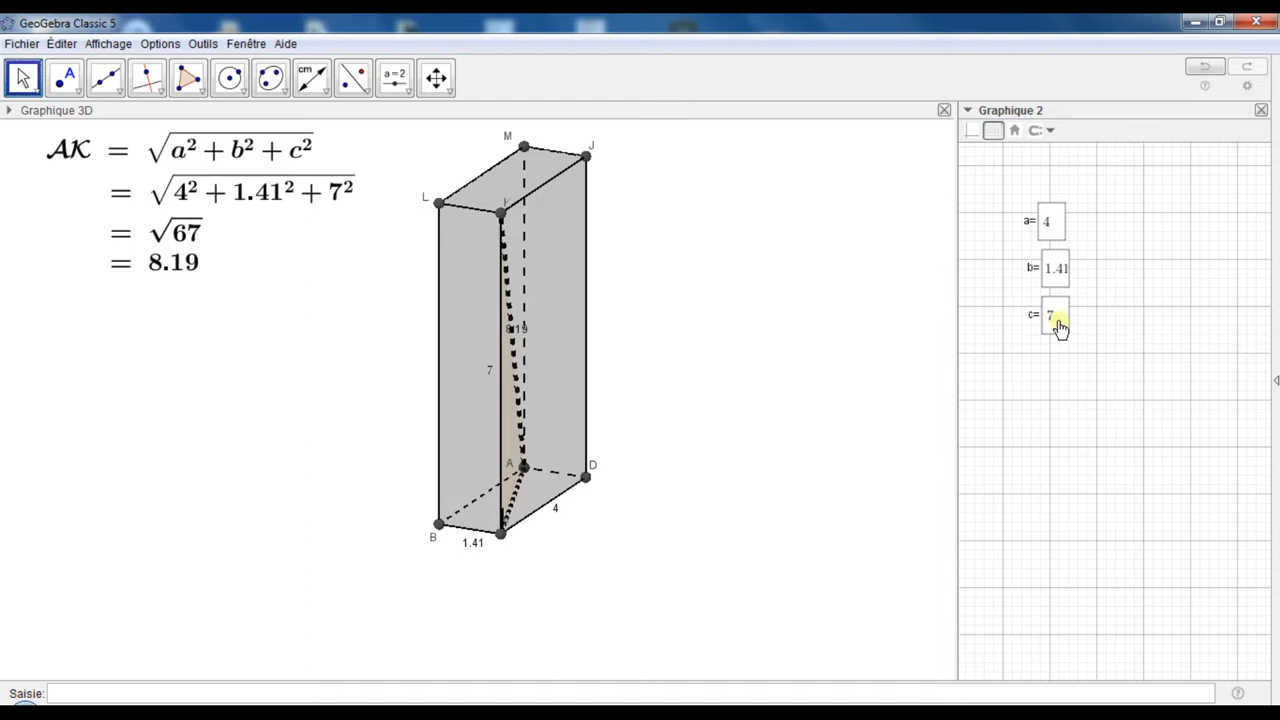 GeoGebra Classic 5
Fichier Éditer Affichage Options Outils Fenêtre Aide
A cm a=2
Graphique 3D
Graphique 2
𝒜𝒦 = √a² + b² + c²
= √4² + 1.41² + 7²
= √67
= 8.19
M
J
L
K
a= 4
b= 1.41
c= 7
8.19
7
A
D
4
B
1.41
Saisie: